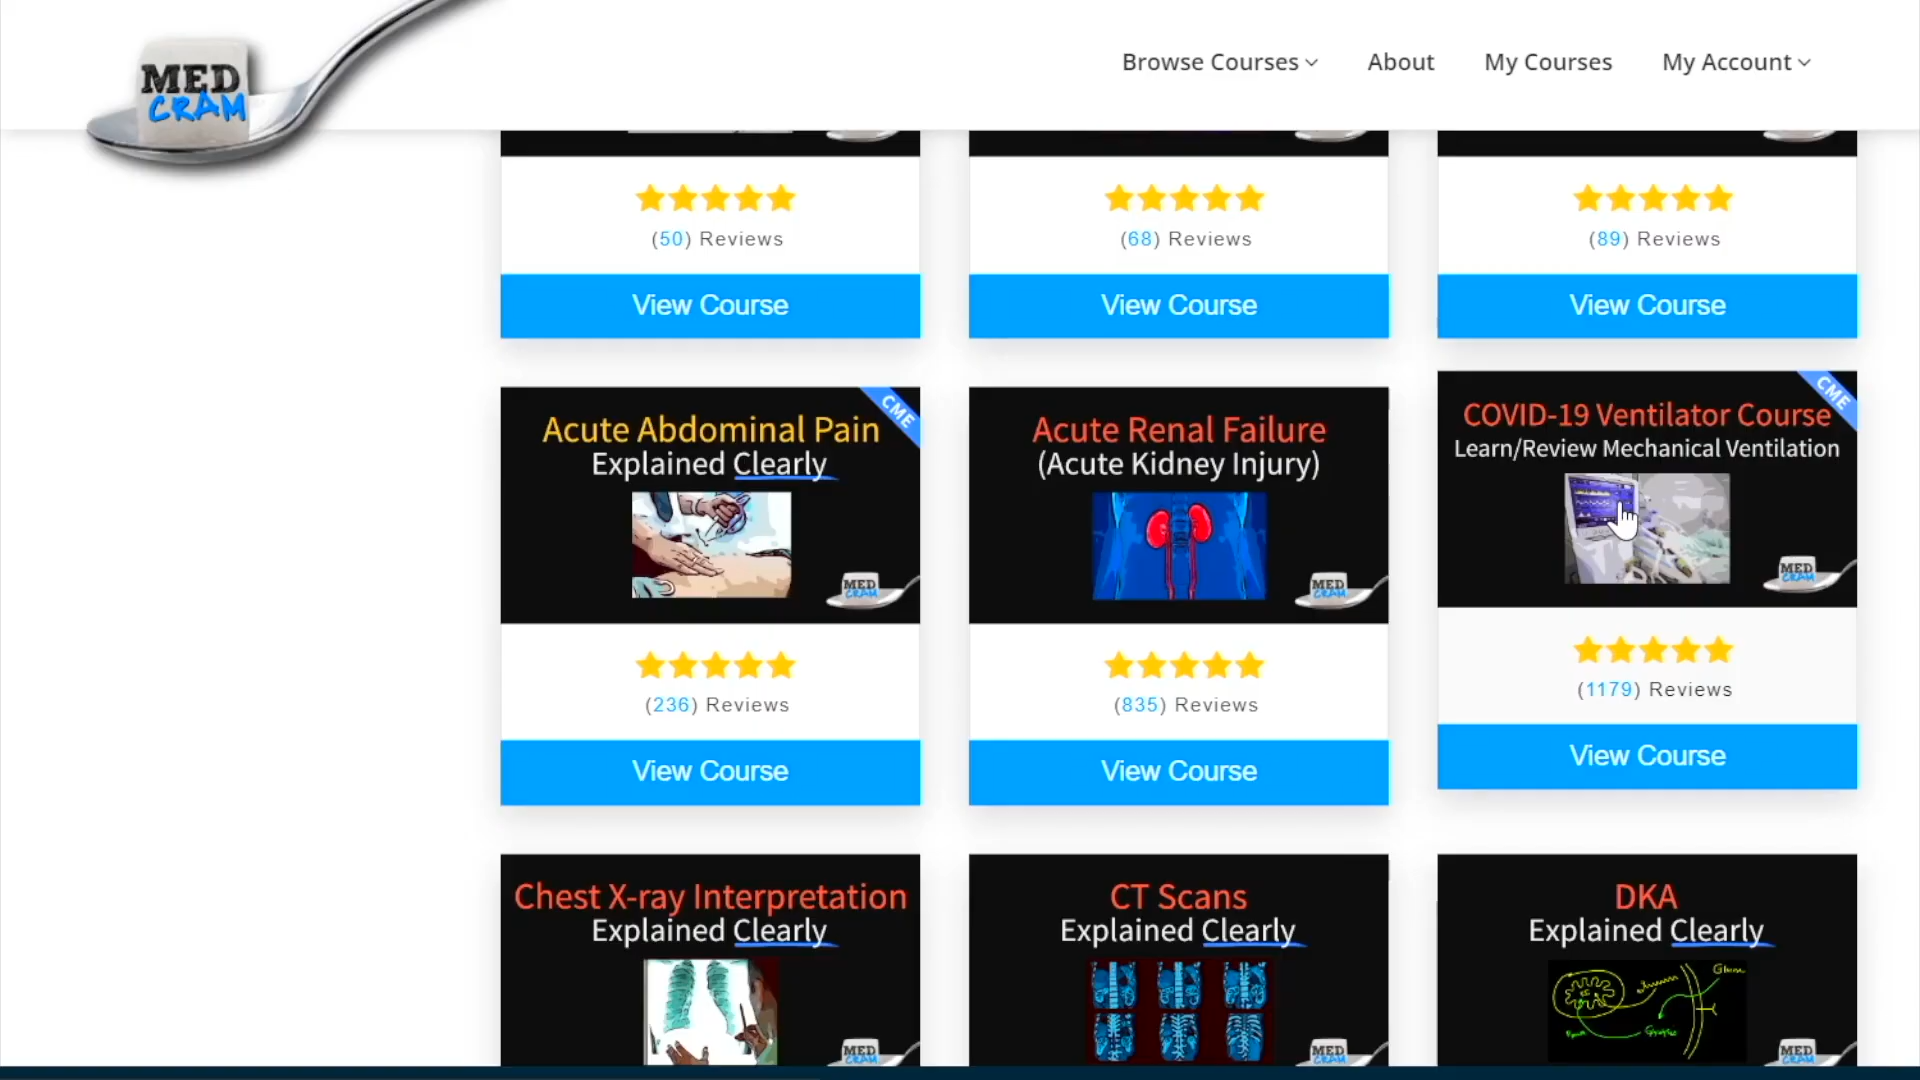 MED
CRAM
Browse Courses
About
My Courses
My Account
(50) Reviews
(68) Reviews
(89) Reviews
View Course
View Course
View Course
CME
Acute Abdominal Pain
Explained Clearly
MED
CRAM
(236) Reviews
View Course
Acute Renal Failure
(Acute Kidney Injury)
MED
CRAM
(835) Reviews
View Course
CME
COVID-19 Ventilator Course
Learn/Review Mechanical Ventilation
MED
CRAM
(1179) Reviews
View Course
Chest X-ray Interpretation
Explained Clearly
MED
CRAM
CT Scans
Explained Clearly
MED
CRAM
DKA
Explained Clearly
MED
CRAM